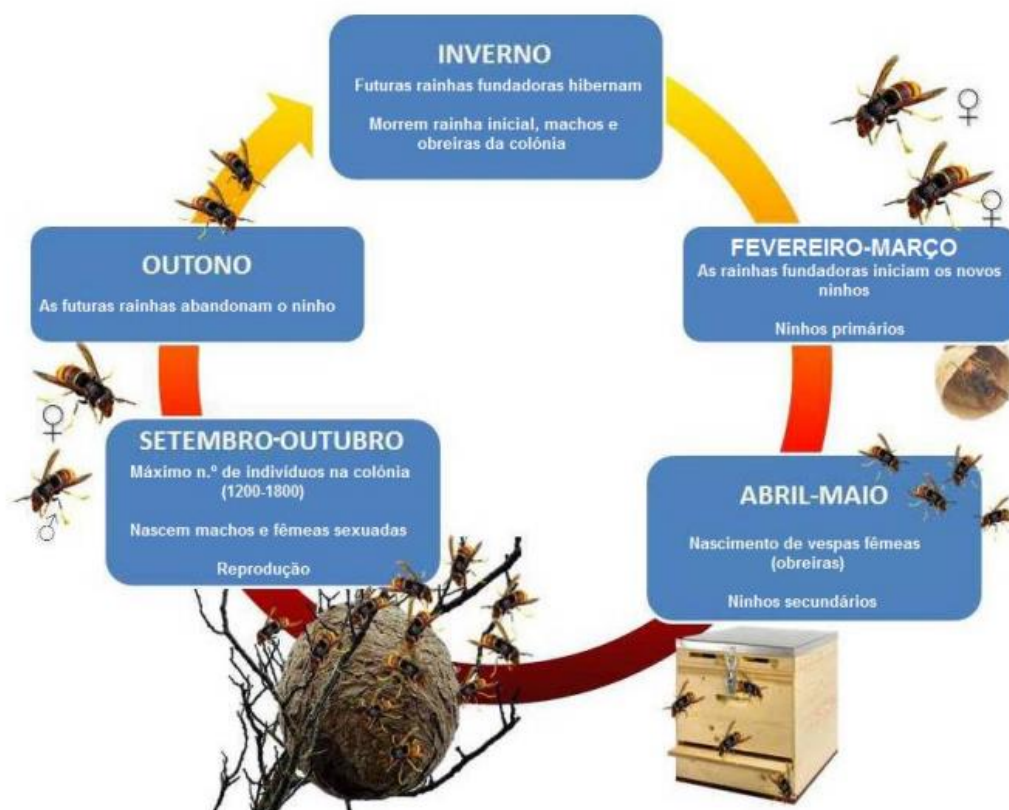 INVERNO
Futuras rainhas fundadoras hibernam
Morrem rainha inicial, machos e
obreiras da colónia
FEVEREIRO-MARÇO
As rainhas fundadoras iniciam os novos
ninhos
Ninhos primários
ABRIL-MAIO
Nascimento de vespas fêmeas
(obreiras)
Ninhos secundários
SETEMBRO-OUTUBRO
Máximo n.º de indivíduos na colónia
(1200-1800)
Nascem machos e fêmeas sexuadas
Reprodução
OUTONO
As futuras rainhas abandonam o ninho